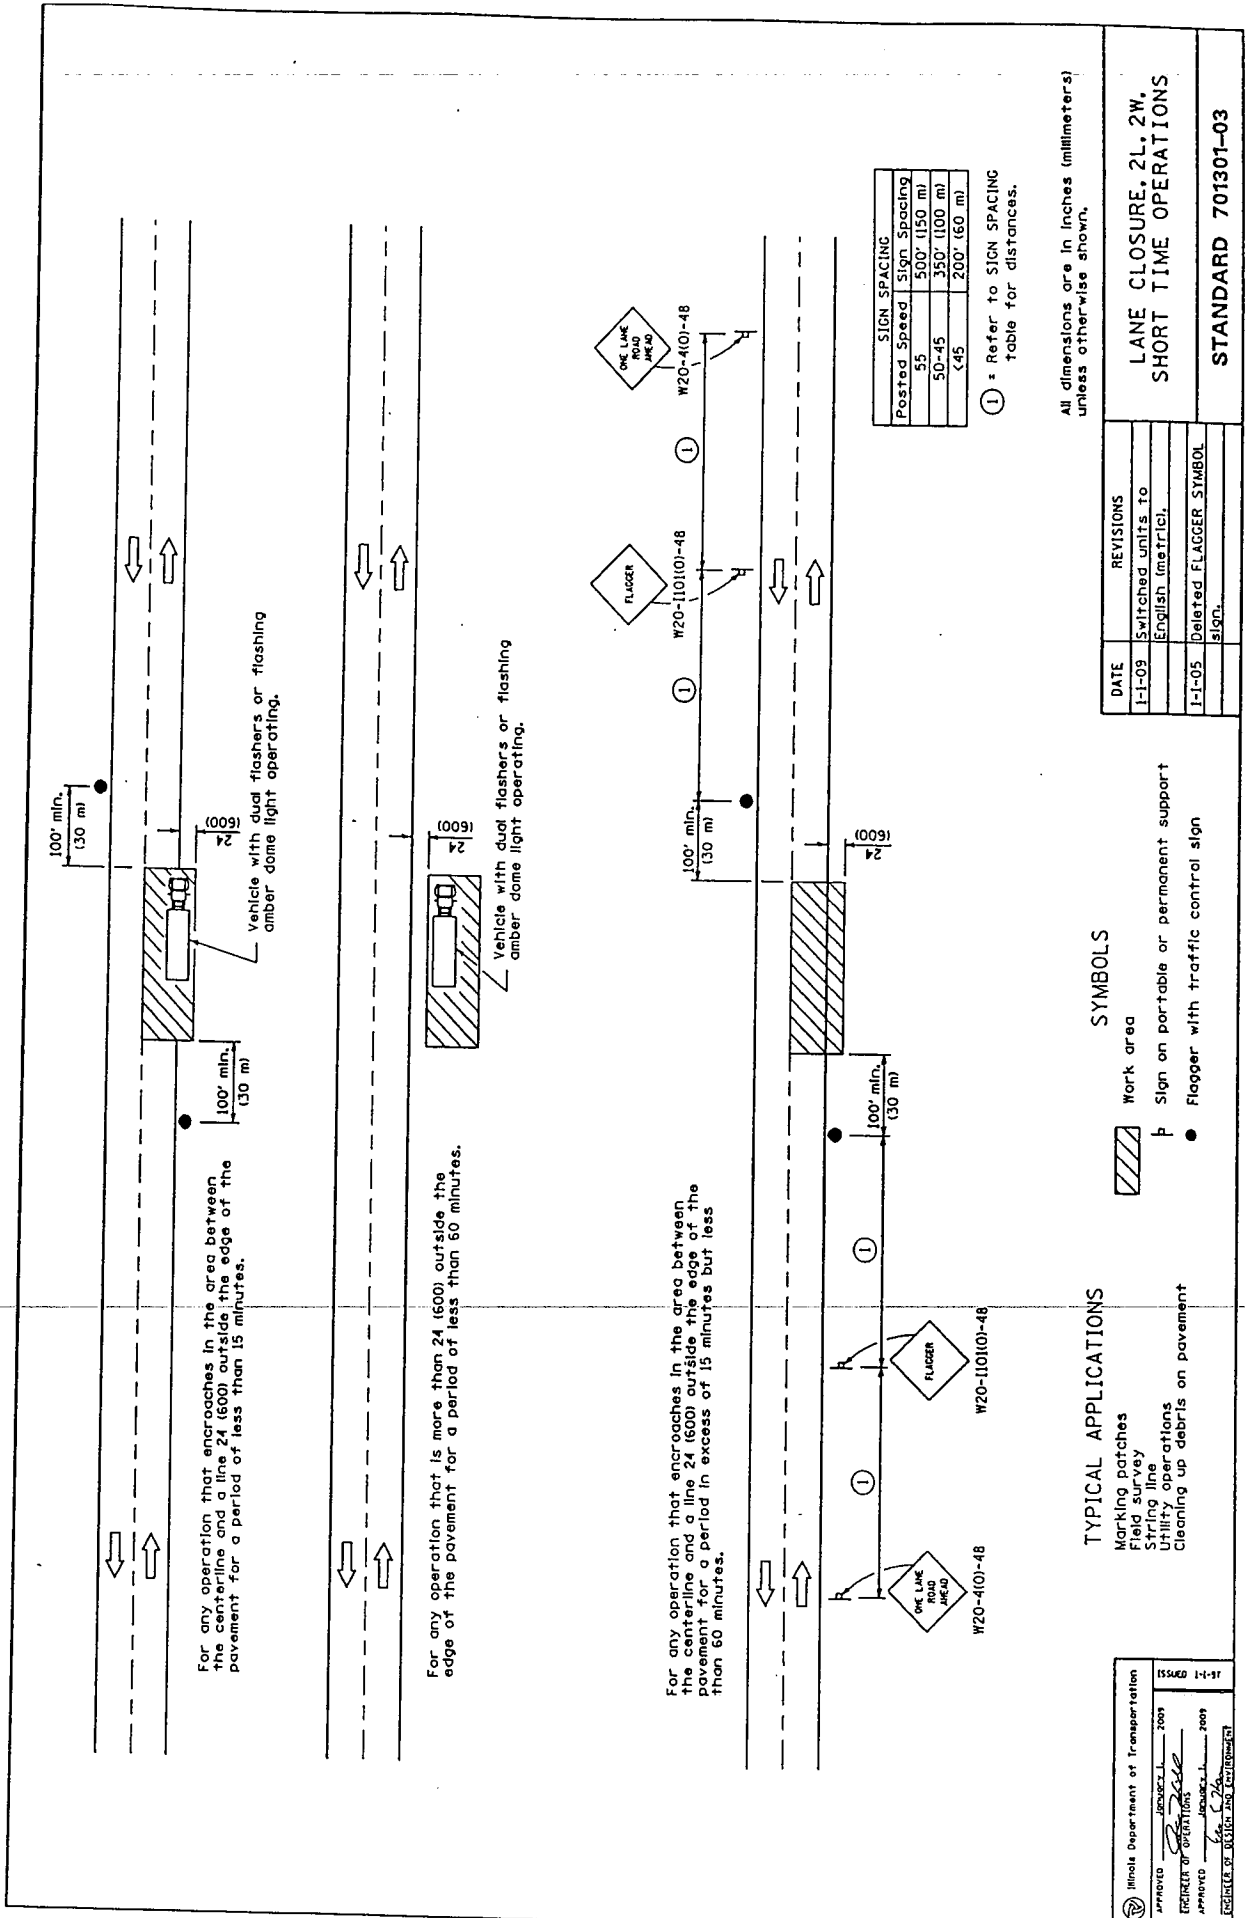 100' min.
(30 m)
100' min.
(30 m)
24
(600)
Vehicle with dual flashers or flashing
amber dome light operating.
For any operation that encroaches in the area between
the centerline and a line 24 (600) outside the edge of the
pavement for a period of less than 15 minutes.
24
(600)
Vehicle with dual flashers or flashing
amber dome light operating.
For any operation that is more than 24 (600) outside the
edge of the pavement for a period of less than 60 minutes.
ONE LANE
ROAD
AHEAD
W20-4(O)-48
FLAGGER
W20-I101(O)-48
1
1
100' min.
(30 m)
24
(600)
100' min.
(30 m)
For any operation that encroaches in the area between
the centerline and a line 24 (600) outside the edge of the
pavement for a period in excess of 15 minutes but less
than 60 minutes.
1
1
FLAGGER
W20-I101(O)-48
ONE LANE
ROAD
AHEAD
W20-4(O)-48
SIGN SPACING
Posted Speed Sign Spacing
55 500' (150 m)
50-45 350' (100 m)
<45 200' (60 m)
1 = Refer to SIGN SPACING
table for distances.
All dimensions are in inches (millimeters)
unless otherwise shown.
TYPICAL APPLICATIONS
Marking patches
Field survey
String line
Utility operations
Cleaning up debris on pavement
SYMBOLS
Work area
Sign on portable or permanent support
Flagger with traffic control sign
Illinois Department of Transportation
APPROVED January 1, 2009
ENGINEER OF OPERATIONS
APPROVED January 1, 2009
ENGINEER OF DESIGN AND ENVIRONMENT
ISSUED 1-1-97
DATE REVISIONS
1-1-09 Switched units to
English (metric).
1-1-05 Deleted FLAGGER SYMBOL
sign.
LANE CLOSURE, 2L, 2W,
SHORT TIME OPERATIONS
STANDARD 701301-03